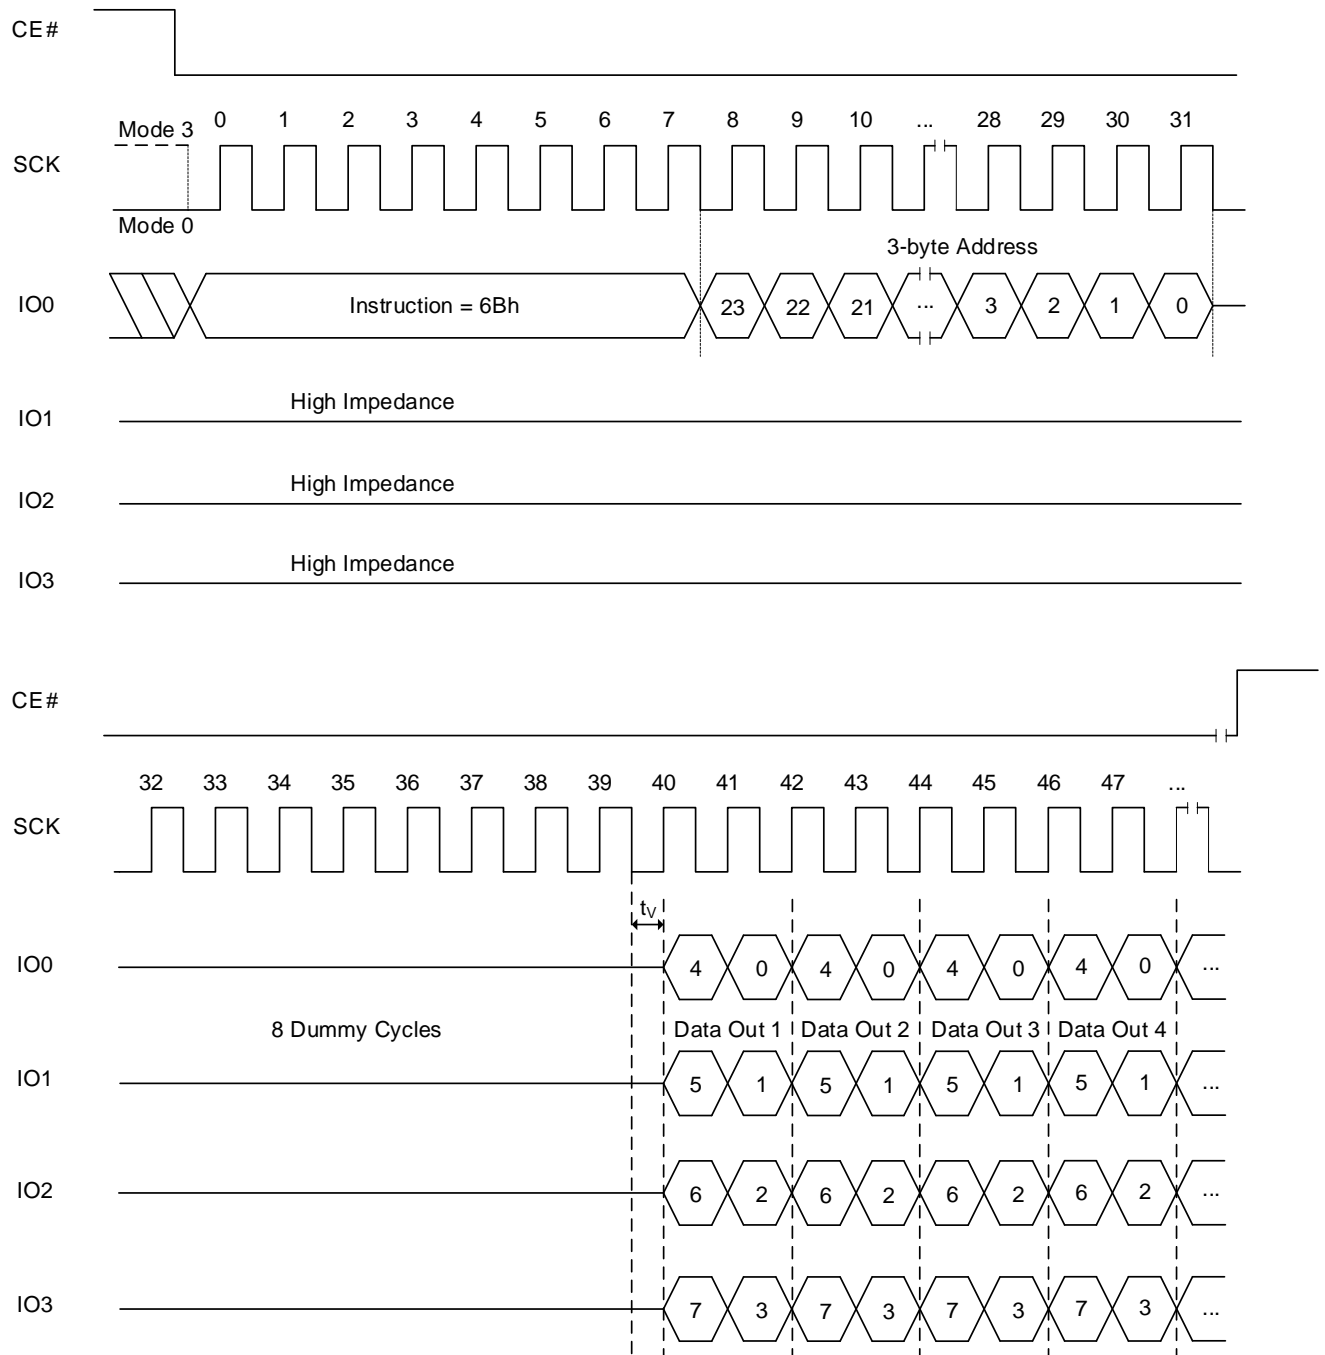 CE#
0 1 2 3 4 5 6 7 8 9 10 ... 28 29 30 31
Mode 3
SCK
Mode 0
3-byte Address
IO0 Instruction = 6Bh 23 22 21 ... 3 2 1 0
High Impedance
IO1
High Impedance
IO2
High Impedance
IO3
CE#
32 33 34 35 36 37 38 39 40 41 42 43 44 45 46 47 ...
SCK
tV
IO0 4 0 4 0 4 0 4 0 ...
8 Dummy Cycles Data Out 1 Data Out 2 Data Out 3 Data Out 4
IO1 5 1 5 1 5 1 5 1 ...
IO2 6 2 6 2 6 2 6 2 ...
IO3 7 3 7 3 7 3 7 3 ...